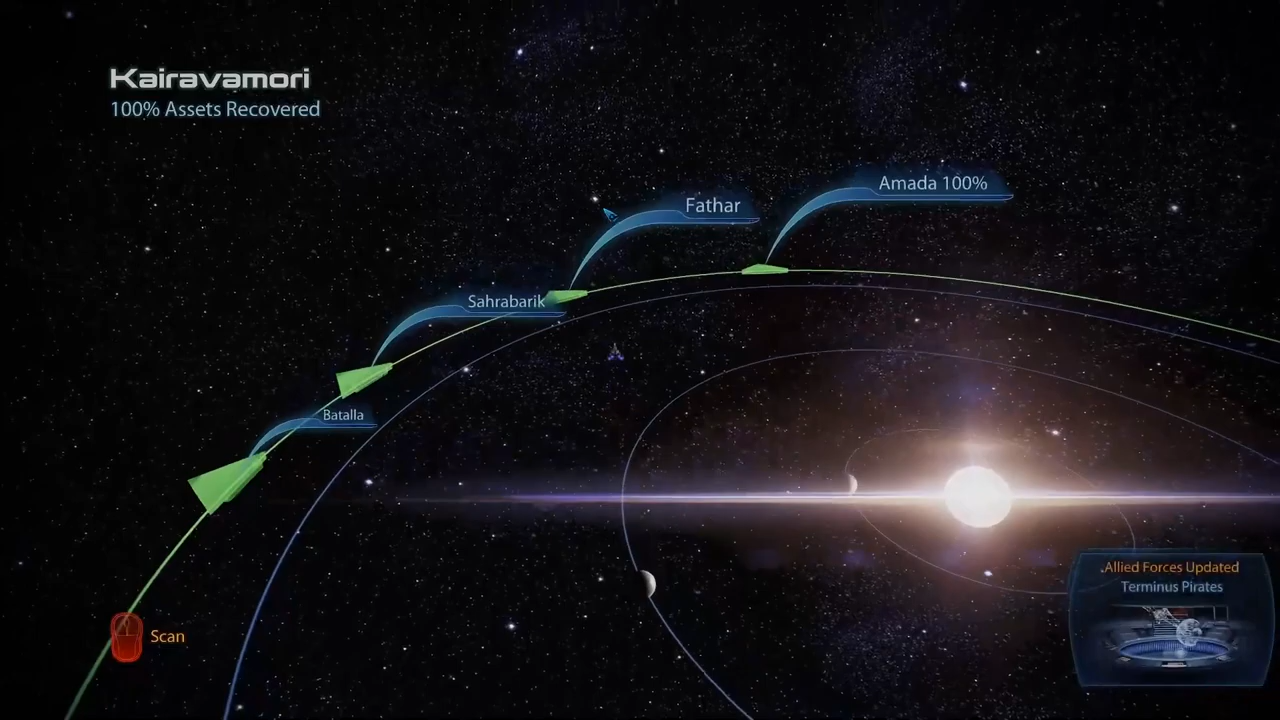 Kairavamori
100% Assets Recovered
Amada 100%
Fathar
Sahrabarik
Batalla
Allied Forces Updated
Terminus Pirates
Scan